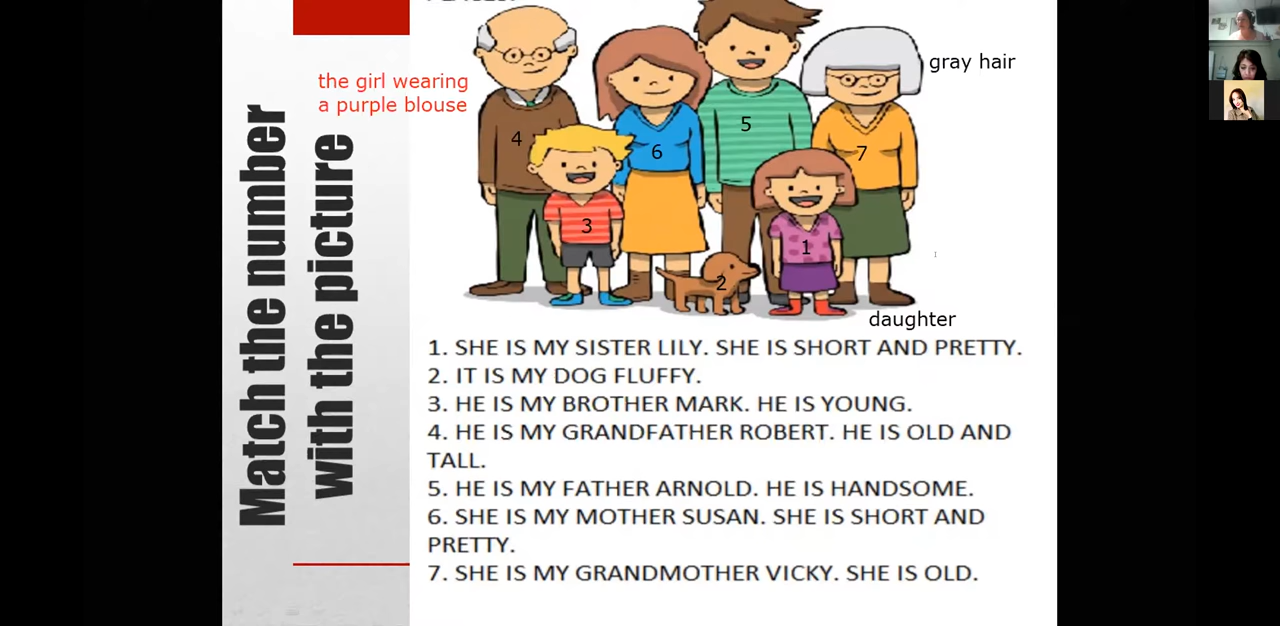 Match the number
with the picture
the girl wearing
a purple blouse
gray hair
4
6
5
7
3
1
2
daughter
1. SHE IS MY SISTER LILY. SHE IS SHORT AND PRETTY.
2. IT IS MY DOG FLUFFY.
3. HE IS MY BROTHER MARK. HE IS YOUNG.
4. HE IS MY GRANDFATHER ROBERT. HE IS OLD AND
TALL.
5. HE IS MY FATHER ARNOLD. HE IS HANDSOME.
6. SHE IS MY MOTHER SUSAN. SHE IS SHORT AND
PRETTY.
7. SHE IS MY GRANDMOTHER VICKY. SHE IS OLD.